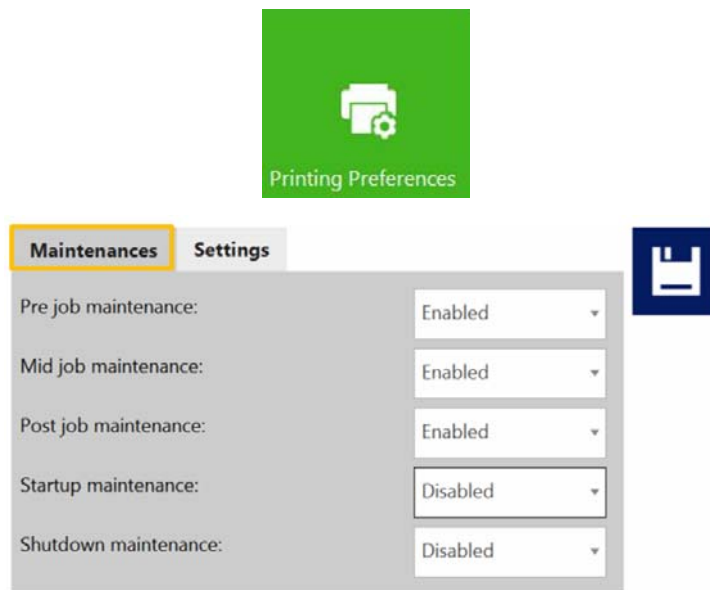 Printing Preferences
Maintenances Settings
Pre job maintenance: Enabled
Mid job maintenance: Enabled
Post job maintenance: Enabled
Startup maintenance: Disabled
Shutdown maintenance: Disabled